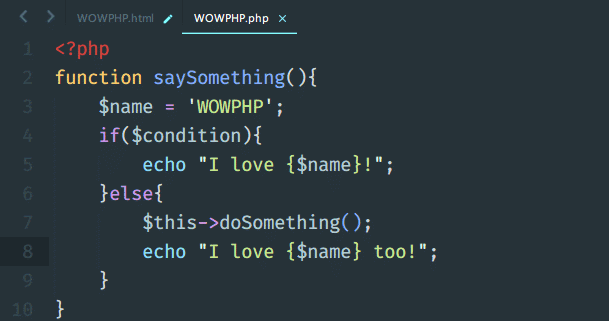 WOWPHP.html WOWPHP.php ×
1 <?php
2 function saySomething(){
3     $name = 'WOWPHP';
4     if($condition){
5         echo "I love {$name}!";
6     }else{
7         $this->doSomething();
8         echo "I love {$name} too!";
9     }
10 }